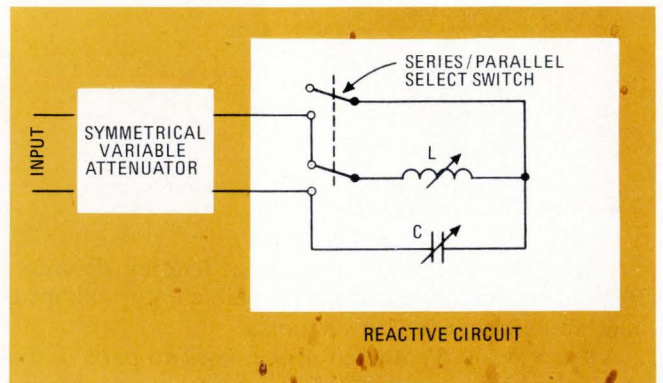 SERIES/PARALLEL
SELECT SWITCH
INPUT
SYMMETRICAL
VARIABLE
ATTENUATOR
L
C
REACTIVE CIRCUIT